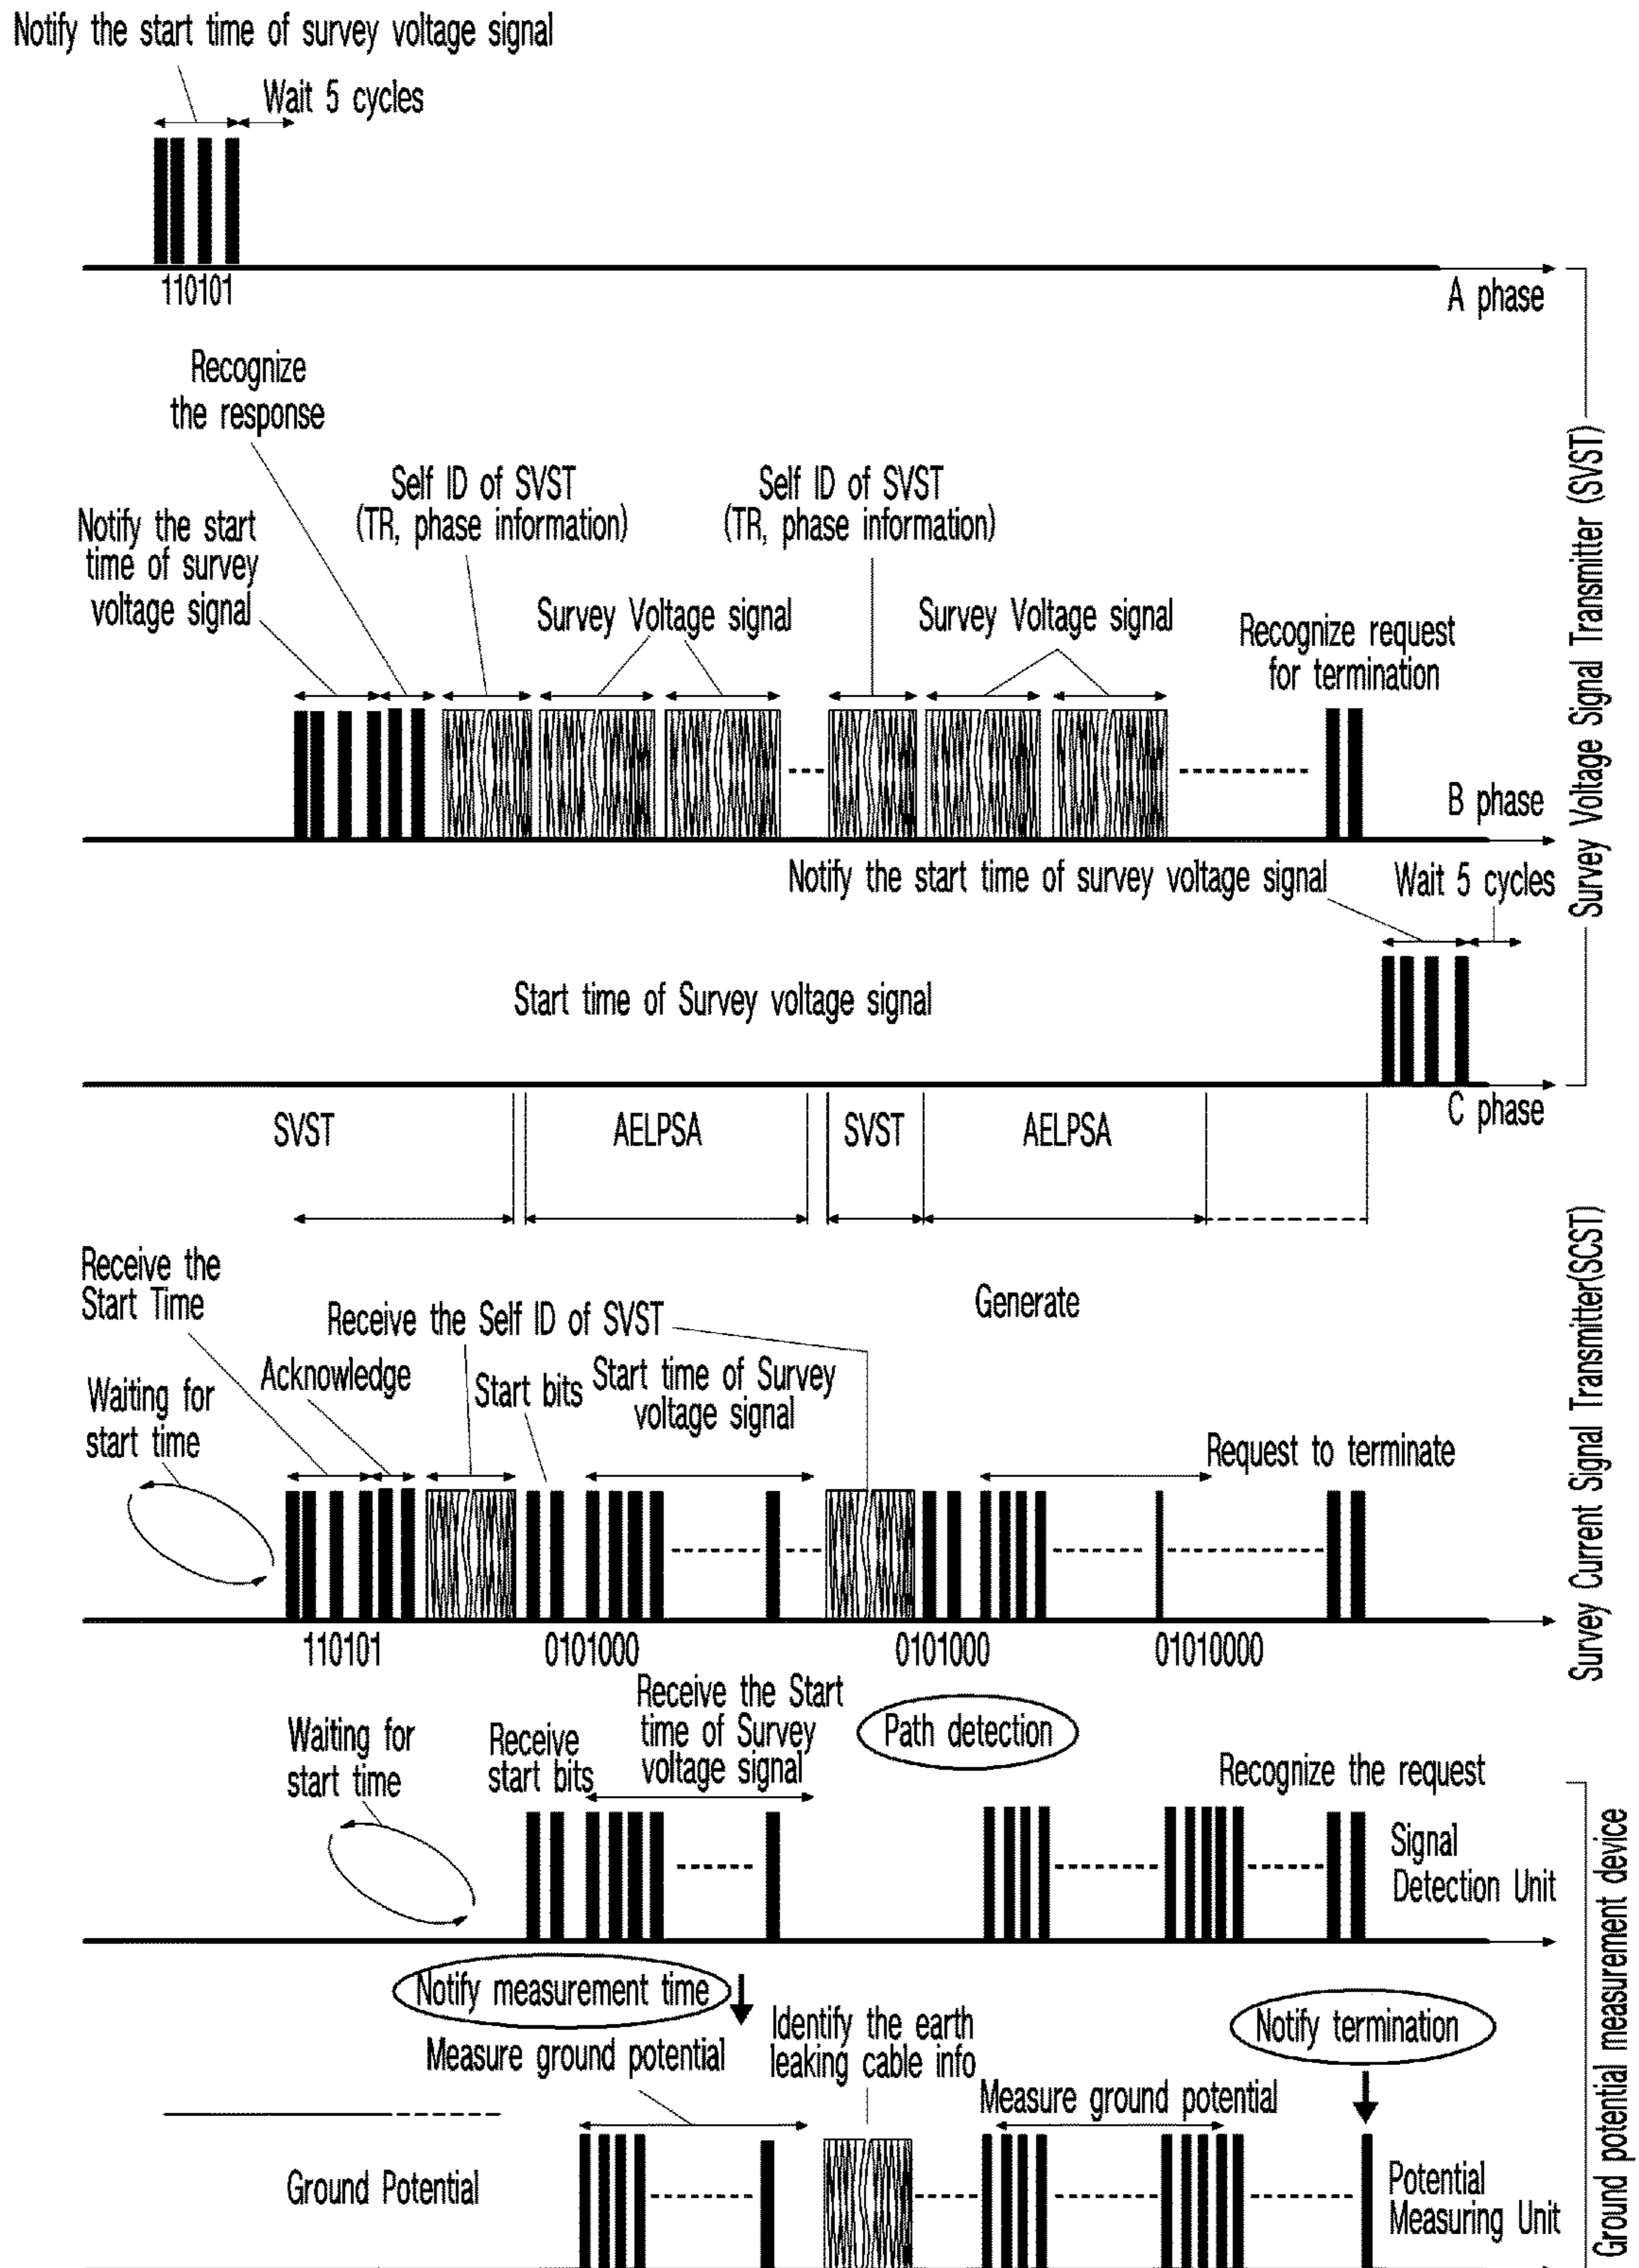 Notify the start time of survey voltage signal
Wait 5 cycles
110101
A phase
Recognize
the response
Self ID of SVST
(TR, phase information)
Self ID of SVST
(TR, phase information)
Notify the start
time of survey
voltage signal
Survey Voltage signal
Survey Voltage signal
Recognize request
for termination
B phase
Survey Voltage Signal Transmitter (SVST)
Notify the start time of survey voltage signal
Wait 5 cycles
Start time of Survey voltage signal
C phase
SVST
AELPSA
SVST
AELPSA
Receive the
Start Time
Generate
Receive the Self ID of SVST
Acknowledge
Start bits
Start time of Survey
voltage signal
Waiting for
start time
Request to terminate
Survey Current Signal Transmitter(SCST)
110101
0101000
0101000
01010000
Receive the Start
time of Survey
voltage signal
Path detection
Waiting for
start time
Receive
start bits
Recognize the request
Signal
Detection Unit
Notify measurement time
Identify the earth
leaking cable info
Notify termination
Measure ground potential
Measure ground potential
Ground Potential
Potential
Measuring Unit
Ground potential measurement device